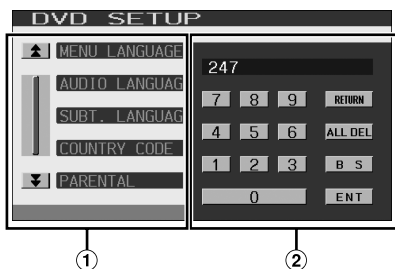 DVD SETUP
MENU LANGUAGE
AUDIO LANGUAG
SUBT. LANGUAG
COUNTRY CODE
PARENTAL
247
7 8 9 RETURN
4 5 6 ALL DEL
1 2 3 B S
0 ENT
1 2